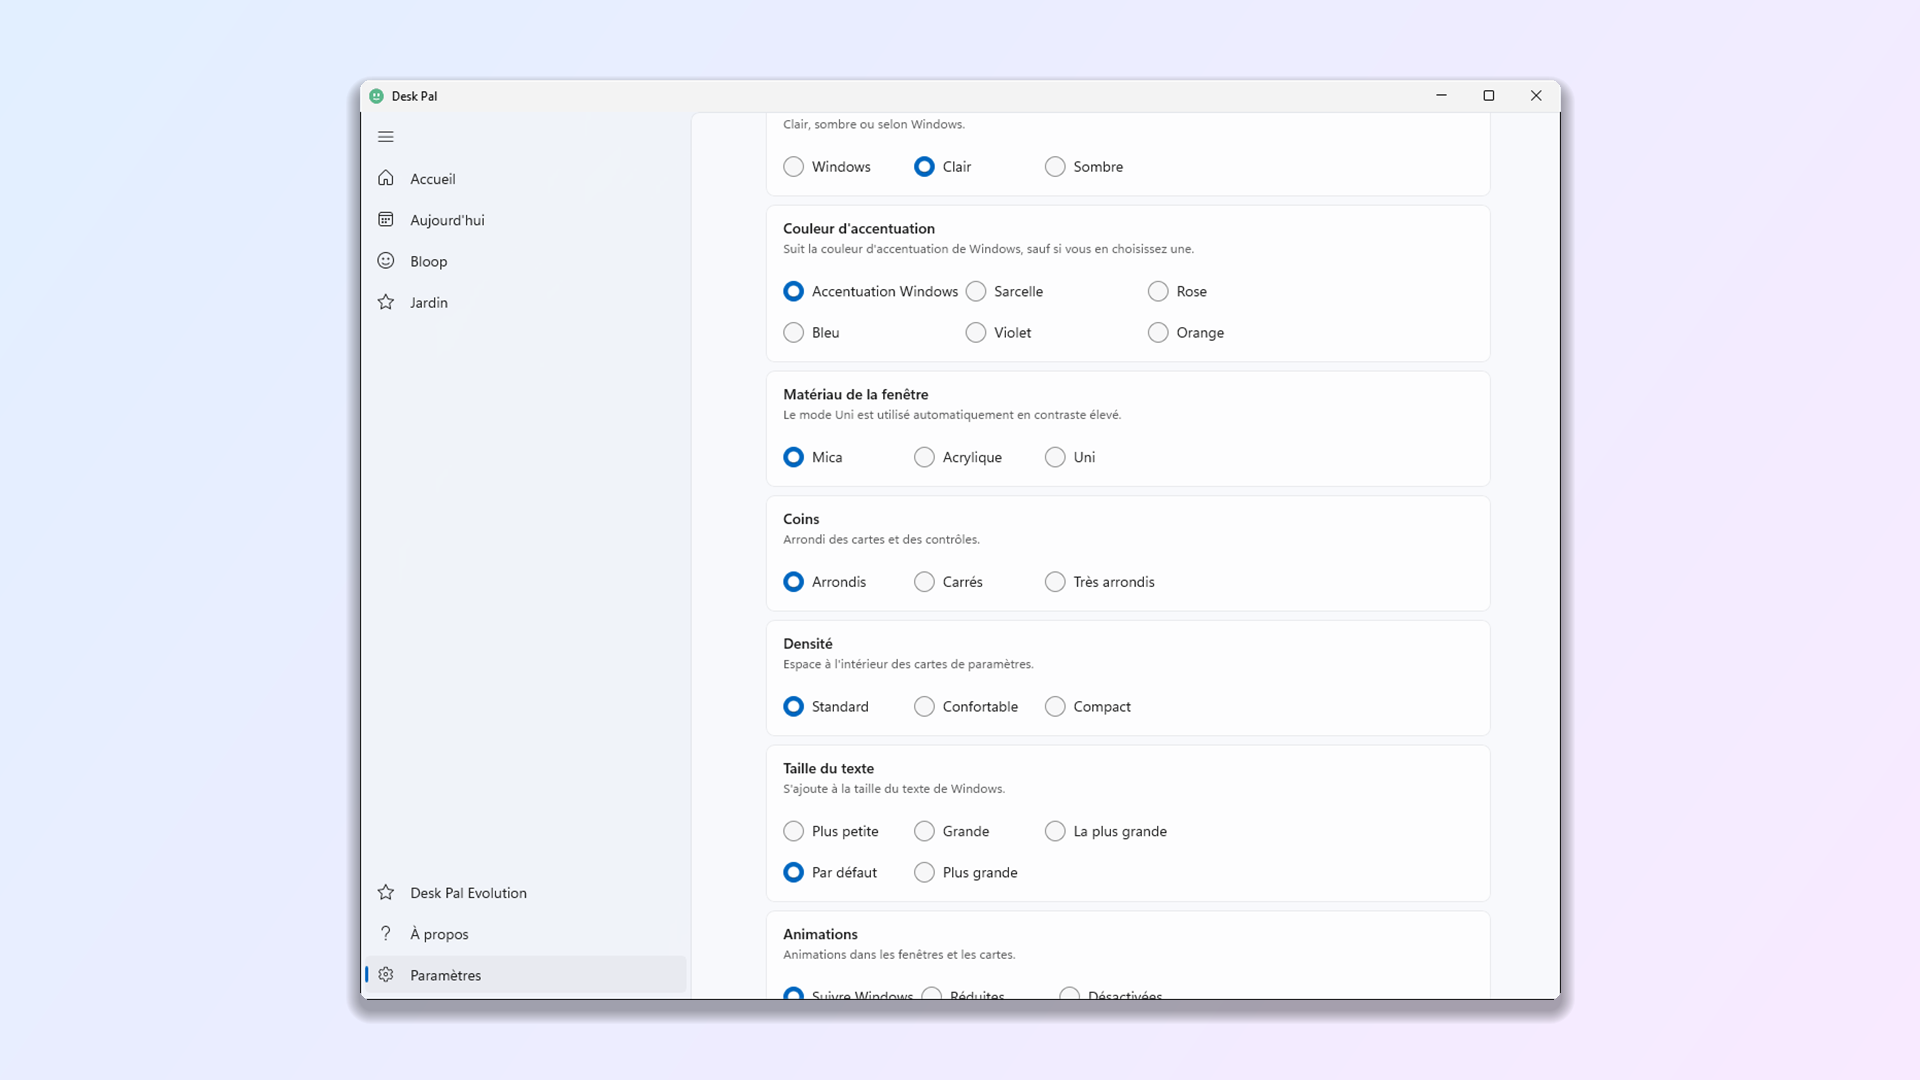 Desk Pal
Accueil
Aujourd'hui
Bloop
Jardin
Desk Pal Evolution
À propos
Paramètres
Clair, sombre ou selon Windows.
Windows Clair Sombre
Couleur d'accentuation
Suit la couleur d'accentuation de Windows, sauf si vous en choisissez une.
Accentuation Windows Sarcelle Rose
Bleu Violet Orange
Matériau de la fenêtre
Le mode Uni est utilisé automatiquement en contraste élevé.
Mica Acrylique Uni
Coins
Arrondi des cartes et des contrôles.
Arrondis Carrés Très arrondis
Densité
Espace à l'intérieur des cartes de paramètres.
Standard Confortable Compact
Taille du texte
S'ajoute à la taille du texte de Windows.
Plus petite Grande La plus grande
Par défaut Plus grande
Animations
Animations dans les fenêtres et les cartes.
Suivre Windows Réduites Désactivées